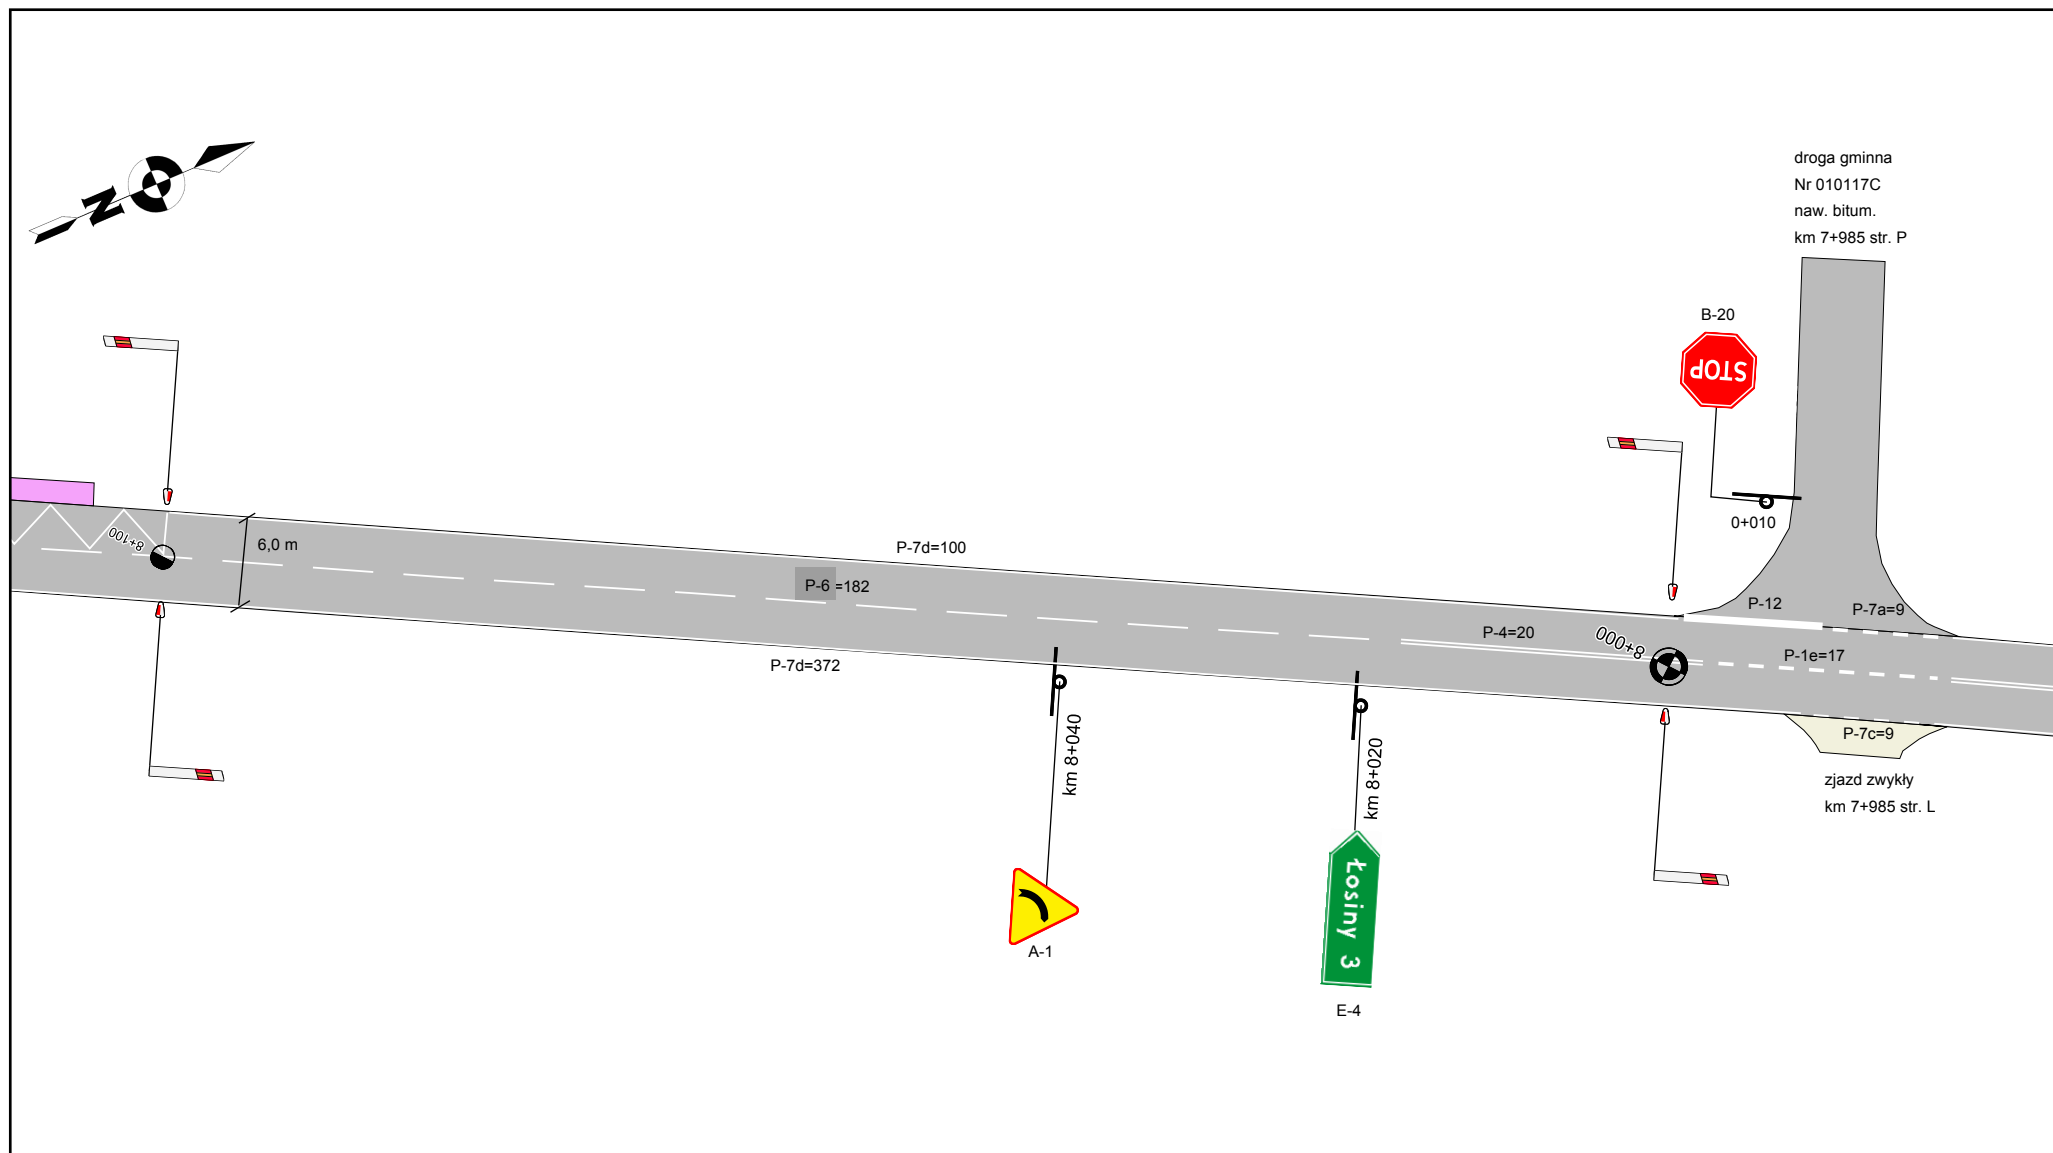 N
droga gminna
Nr 010117C
naw. bitum.
km 7+985 str. P
B-20
STOP
0+010
8+100
6,0 m
P-7d=100
P-6 =182
P-12
P-7a=9
P-4=20
8+000
P-1e=17
P-7d=372
P-7c=9
zjazd zwykły
km 7+985 str. L
km 8+040
km 8+020
Łosiny 3
A-1
E-4